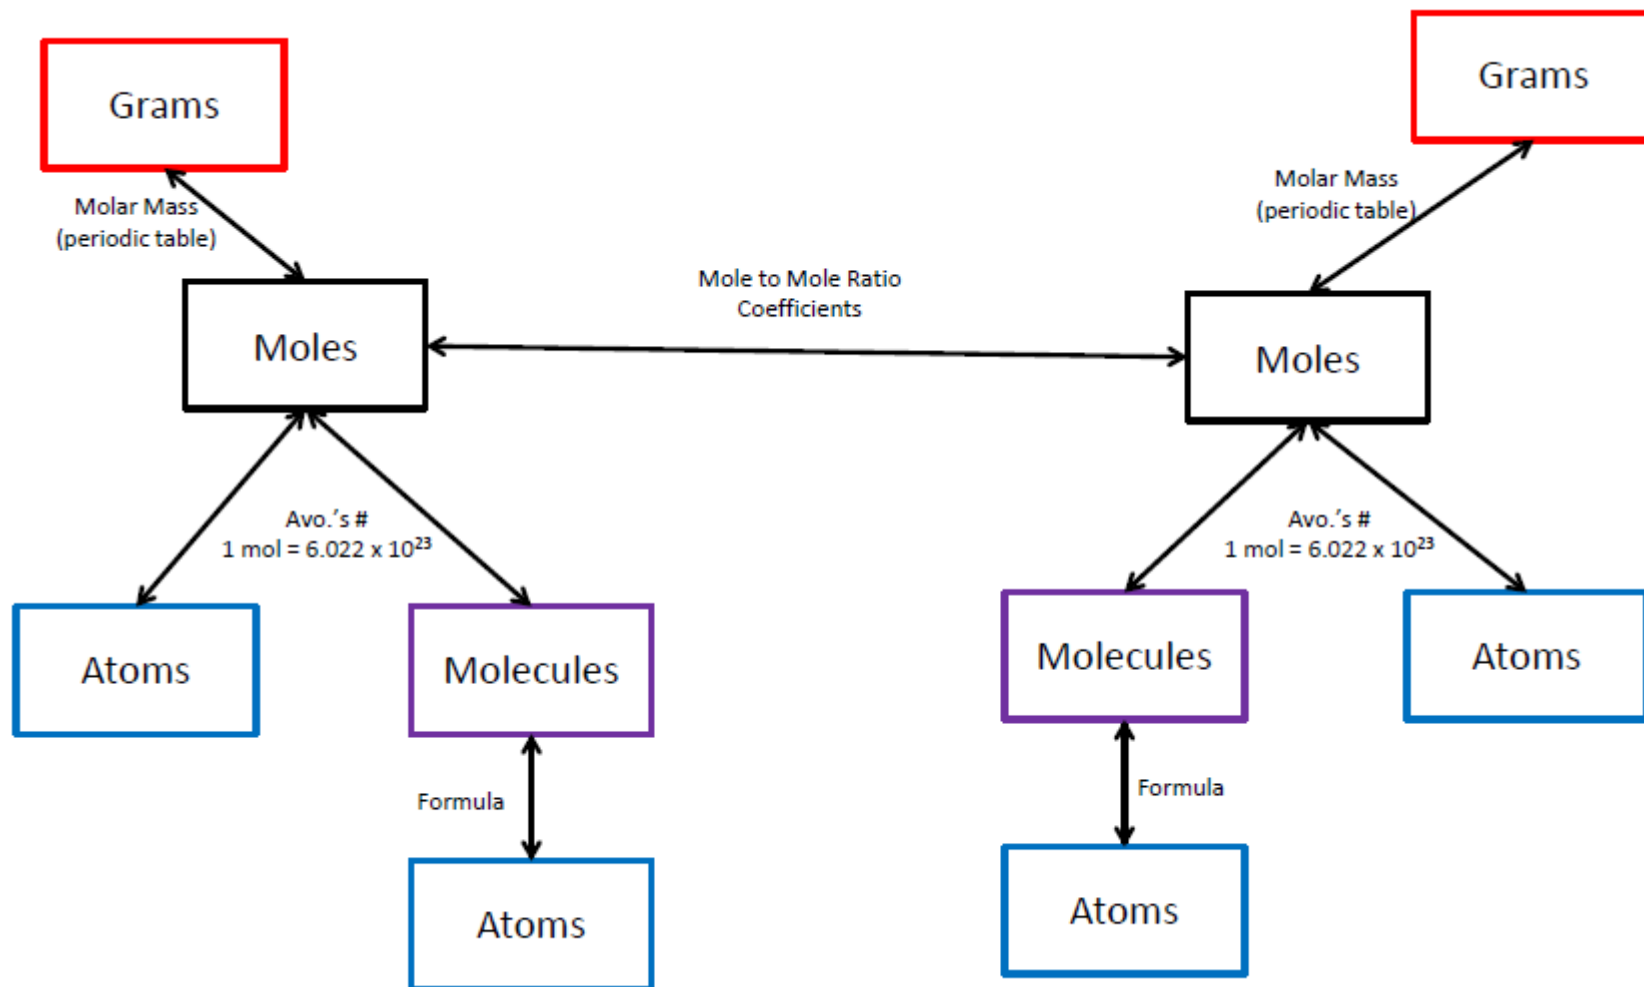 Grams
Grams
Molar Mass
(periodic table)
Molar Mass
(periodic table)
Mole to Mole Ratio
Coefficients
Moles
Moles
Avo.'s #
1 mol = 6.022 x 10²³
Avo.'s #
1 mol = 6.022 x 10²³
Atoms
Molecules
Molecules
Atoms
Formula
Formula
Atoms
Atoms